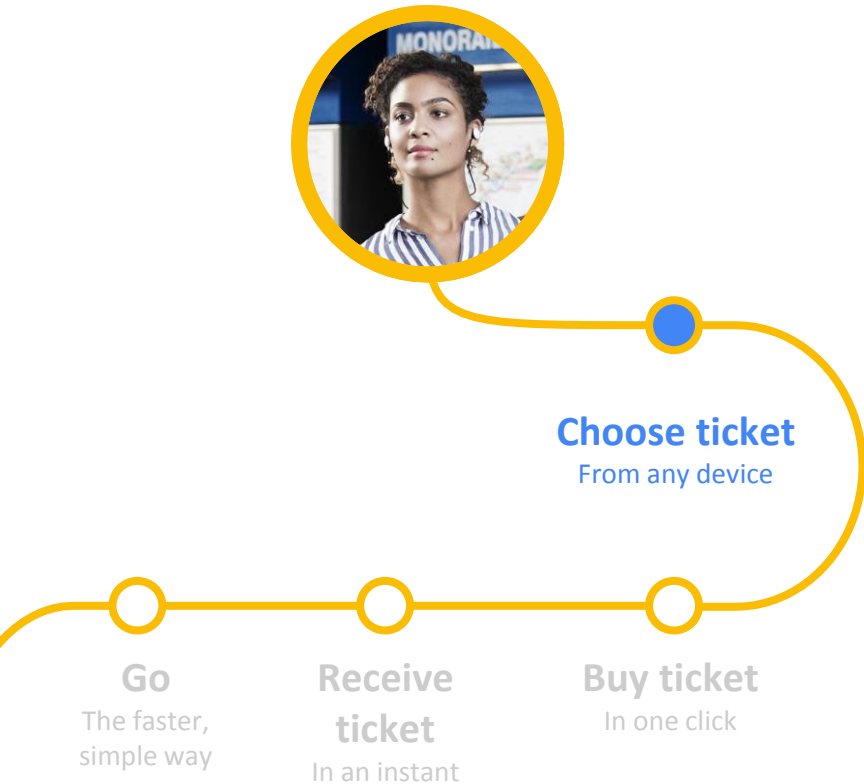 Choose ticket
From any device
Go
The faster,
simple way
Receive
ticket
In an instant
Buy ticket
In one click